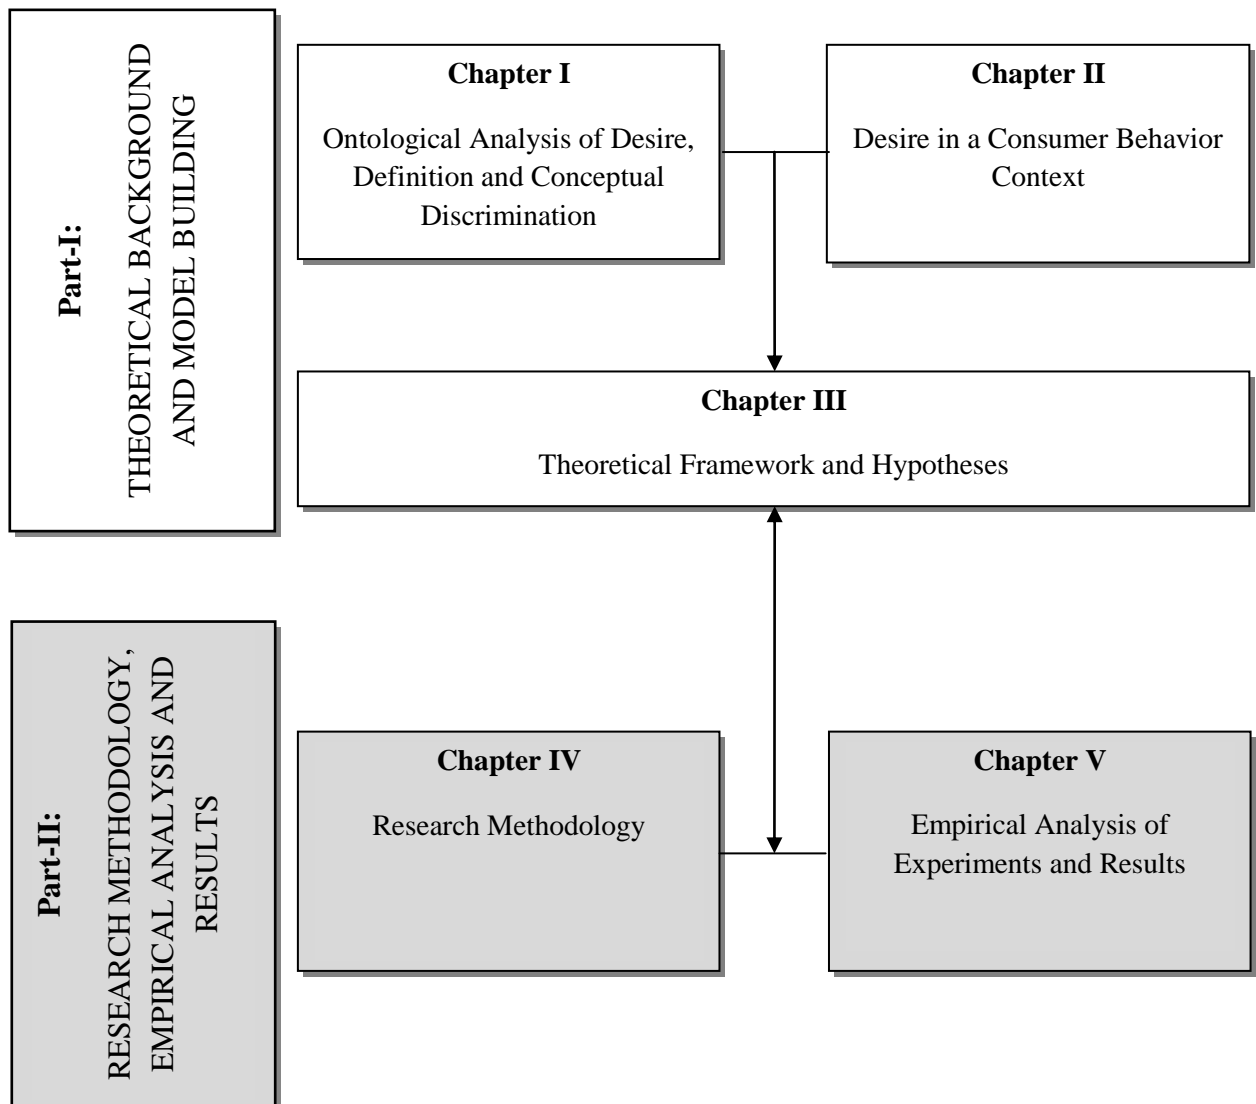 Part-I:
THEORETICAL BACKGROUND
AND MODEL BUILDING
Chapter I
Ontological Analysis of Desire,
Definition and Conceptual
Discrimination
Chapter II
Desire in a Consumer Behavior
Context
Chapter III
Theoretical Framework and Hypotheses
Part-II:
RESEARCH METHODOLOGY,
EMPIRICAL ANALYSIS AND
RESULTS
Chapter IV
Research Methodology
Chapter V
Empirical Analysis of
Experiments and Results